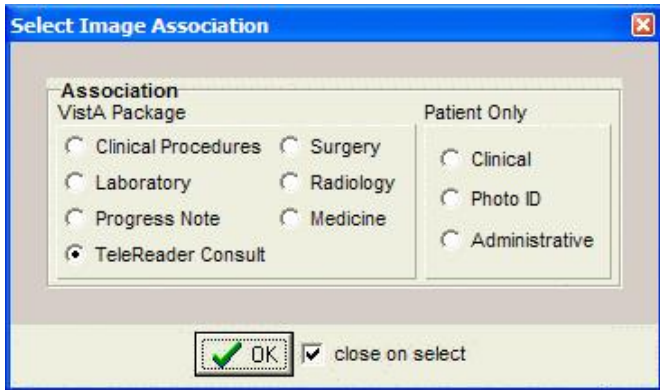 Select Image Association
Association
VistA Package
Patient Only
Clinical Procedures
Surgery
Laboratory
Radiology
Progress Note
Medicine
TeleReader Consult
Clinical
Photo ID
Administrative
OK
close on select